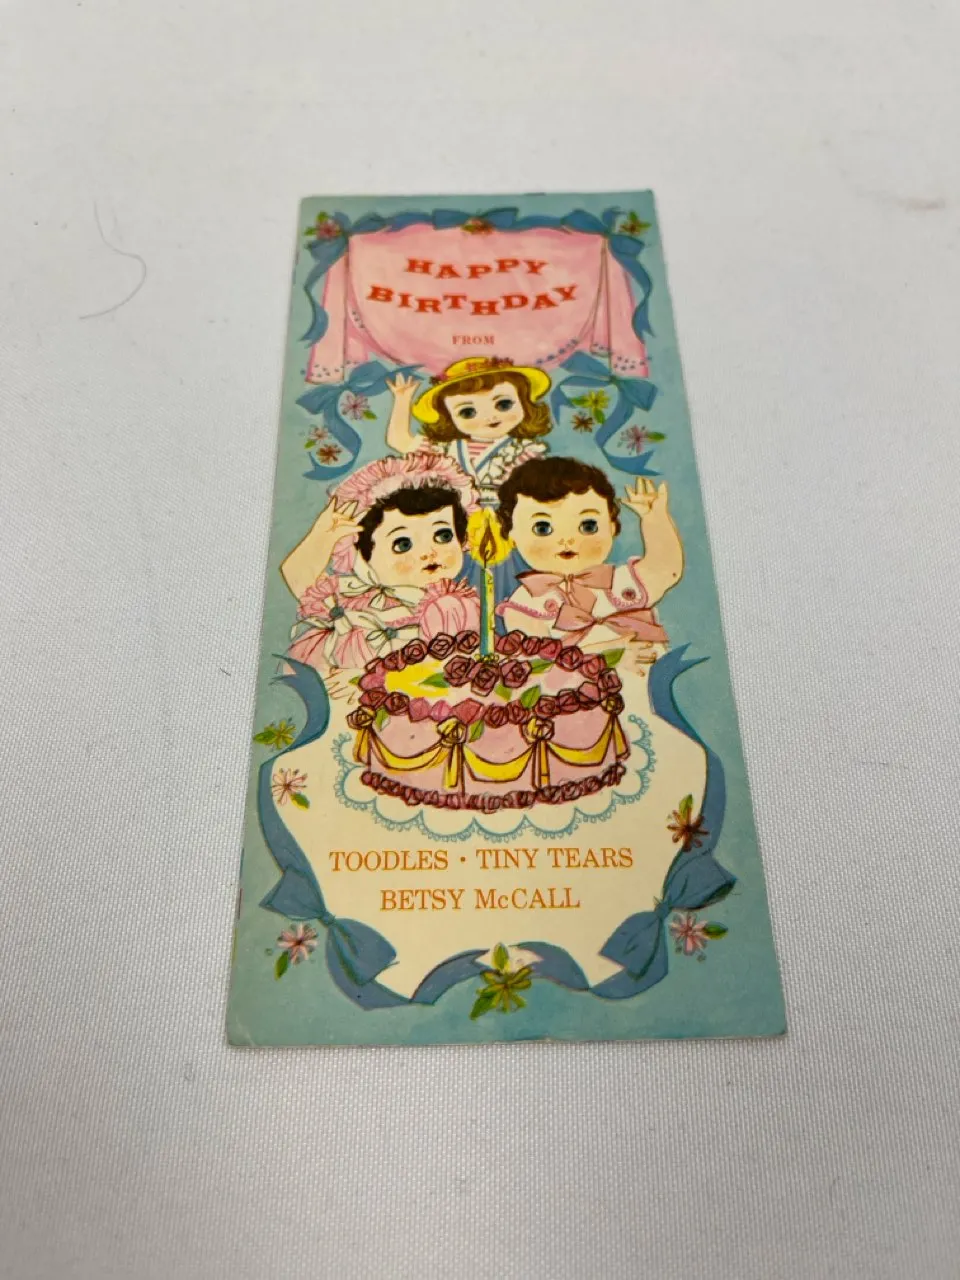 HAPPY
BIRTHDAY
FROM
TOODLES · TINY TEARS
BETSY McCALL